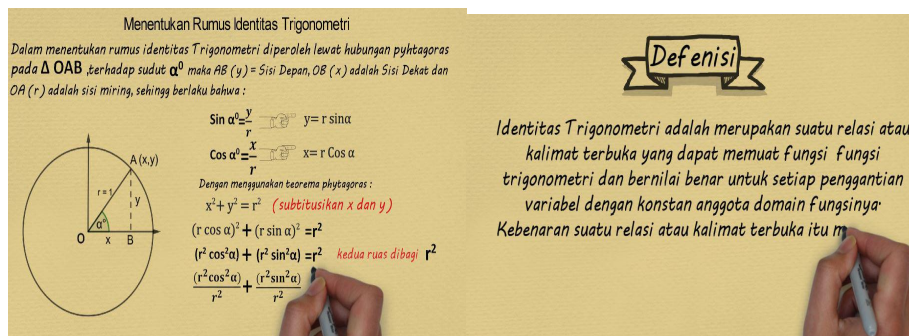 Menentukan Rumus Identitas Trigonometri
Dalam menentukan rumus identitas Trigonometri diperoleh lewat hubungan pyhtagoras
pada Δ OAB ,terhadap sudut α⁰ maka AB (y) = Sisi Depan, OB (x) adalah Sisi Dekat dan
OA (r) adalah sisi miring, sehingg berlaku bahwa :
Sin α⁰=y/r y= r sinα
Cos α⁰=x/r x= r Cos α
Dengan menggunakan teorema phytagoras :
x²+ y² = r² (subtitusikan x dan y)
(r cos α)² + (r sin α)² =r²
(r² cos²α) + (r² sin²α) =r² kedua ruas dibagi r²
(r²cos²α)/r² + (r²sin²α)/r²
A (x,y)
r = 1
y
α⁰
O x B
Defenisi
Identitas Trigonometri adalah merupakan suatu relasi atau
kalimat terbuka yang dapat memuat fungsi fungsi
trigonometri dan bernilai benar untuk setiap penggantian
variabel dengan konstan anggota domain fungsinya.
Kebenaran suatu relasi atau kalimat terbuka itu m